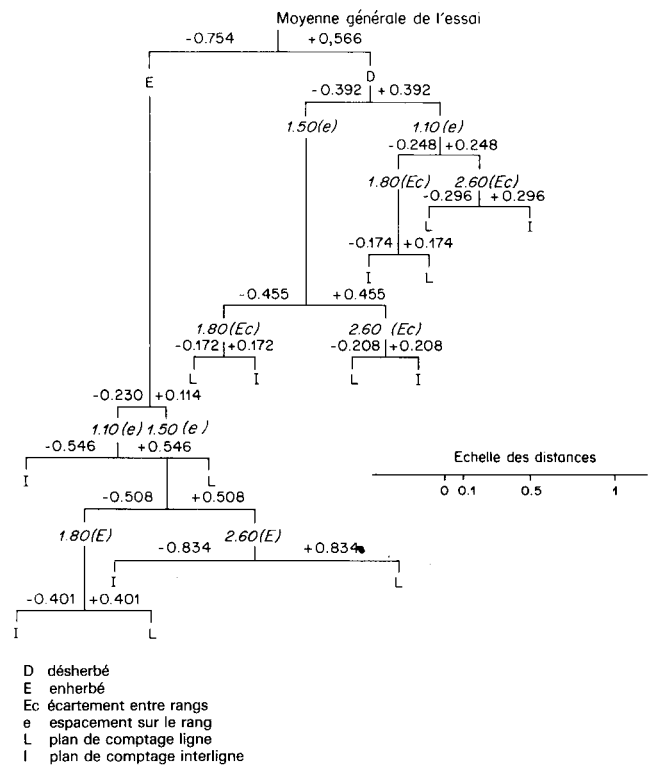 Moyenne générale de l'essai
-0.754 +0,566
E D
-0.392 +0.392
1.50(e) 1.10(e)
-0.248 +0.248
1.80(Ec) 2.60(Ec)
-0.296 +0.296
L I
-0.174 +0.174
I L
-0.455 +0.455
1.80(Ec) 2.60 (Ec)
-0.172 +0.172 -0.208 +0.208
L I L I
-0.230 +0.114
1.10(e) 1.50 (e)
-0.546 +0.546
I L
Echelle des distances
0 0.1 0.5 1
-0.508 +0.508
1.80(E) 2.60(E)
-0.834 +0.834
I L
-0.401 +0.401
I L
D désherbé
E enherbé
Ec écartement entre rangs
e espacement sur le rang
L plan de comptage ligne
I plan de comptage interligne